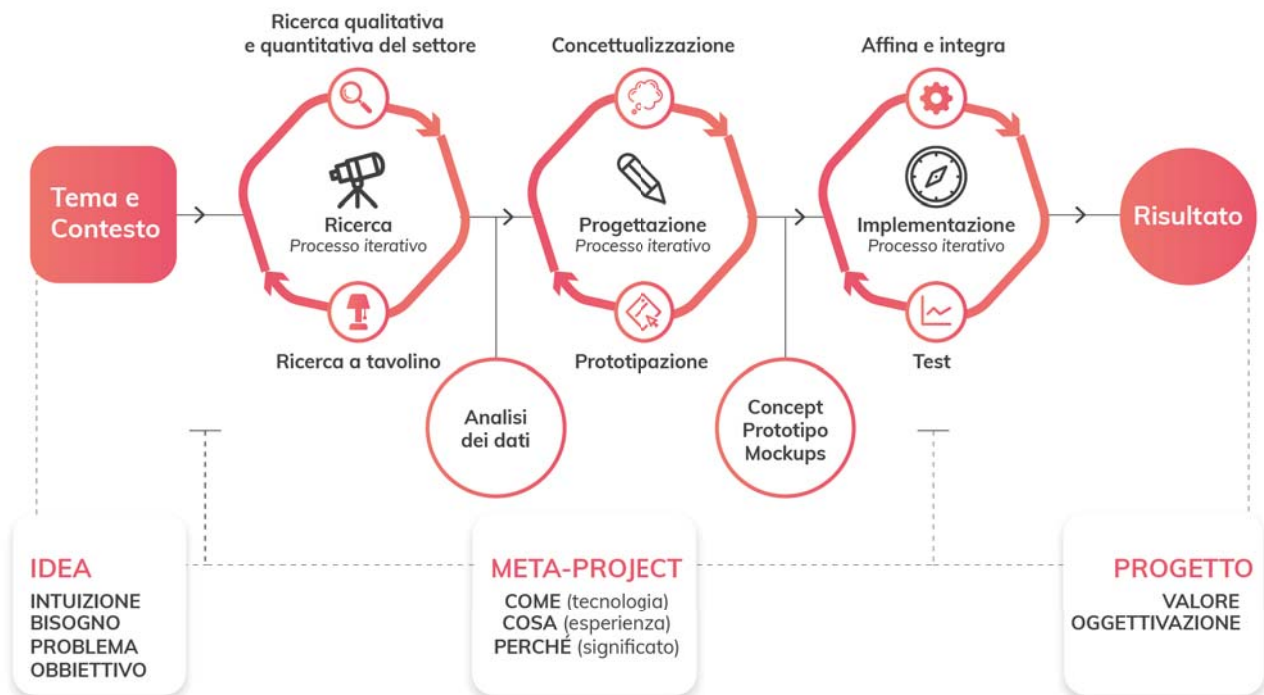 Ricerca qualitativa
e quantitativa del settore
Concettualizzazione
Affina e integra
Tema e
Contesto
Ricerca
Processo iterativo
Progettazione
Processo iterativo
Implementazione
Processo iterativo
Risultato
Ricerca a tavolino
Prototipazione
Test
Analisi
dei dati
Concept
Prototipo
Mockups
IDEA
INTUIZIONE
BISOGNO
PROBLEMA
OBBIETTIVO
META-PROJECT
COME (tecnologia)
COSA (esperienza)
PERCHÉ (significato)
PROGETTO
VALORE
OGGETTIVAZIONE